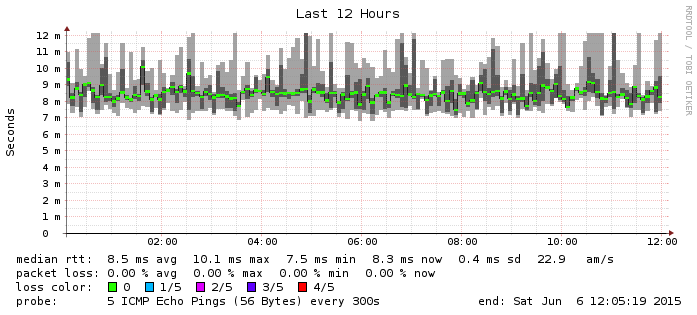 Last 12 Hours
RRDTOOL / TOBI OETIKER
Seconds
12 m
11 m
10 m
9 m
8 m
7 m
6 m
5 m
4 m
3 m
2 m
1 m
0
02:00 04:00 06:00 08:00 10:00 12:00
median rtt: 8.5 ms avg 10.1 ms max 7.5 ms min 8.3 ms now 0.4 ms sd 22.9 am/s
packet loss: 0.00 % avg 0.00 % max 0.00 % min 0.00 % now
loss color: 0 1/5 2/5 3/5 4/5
probe: 5 ICMP Echo Pings (56 Bytes) every 300s end: Sat Jun 6 12:05:19 2015